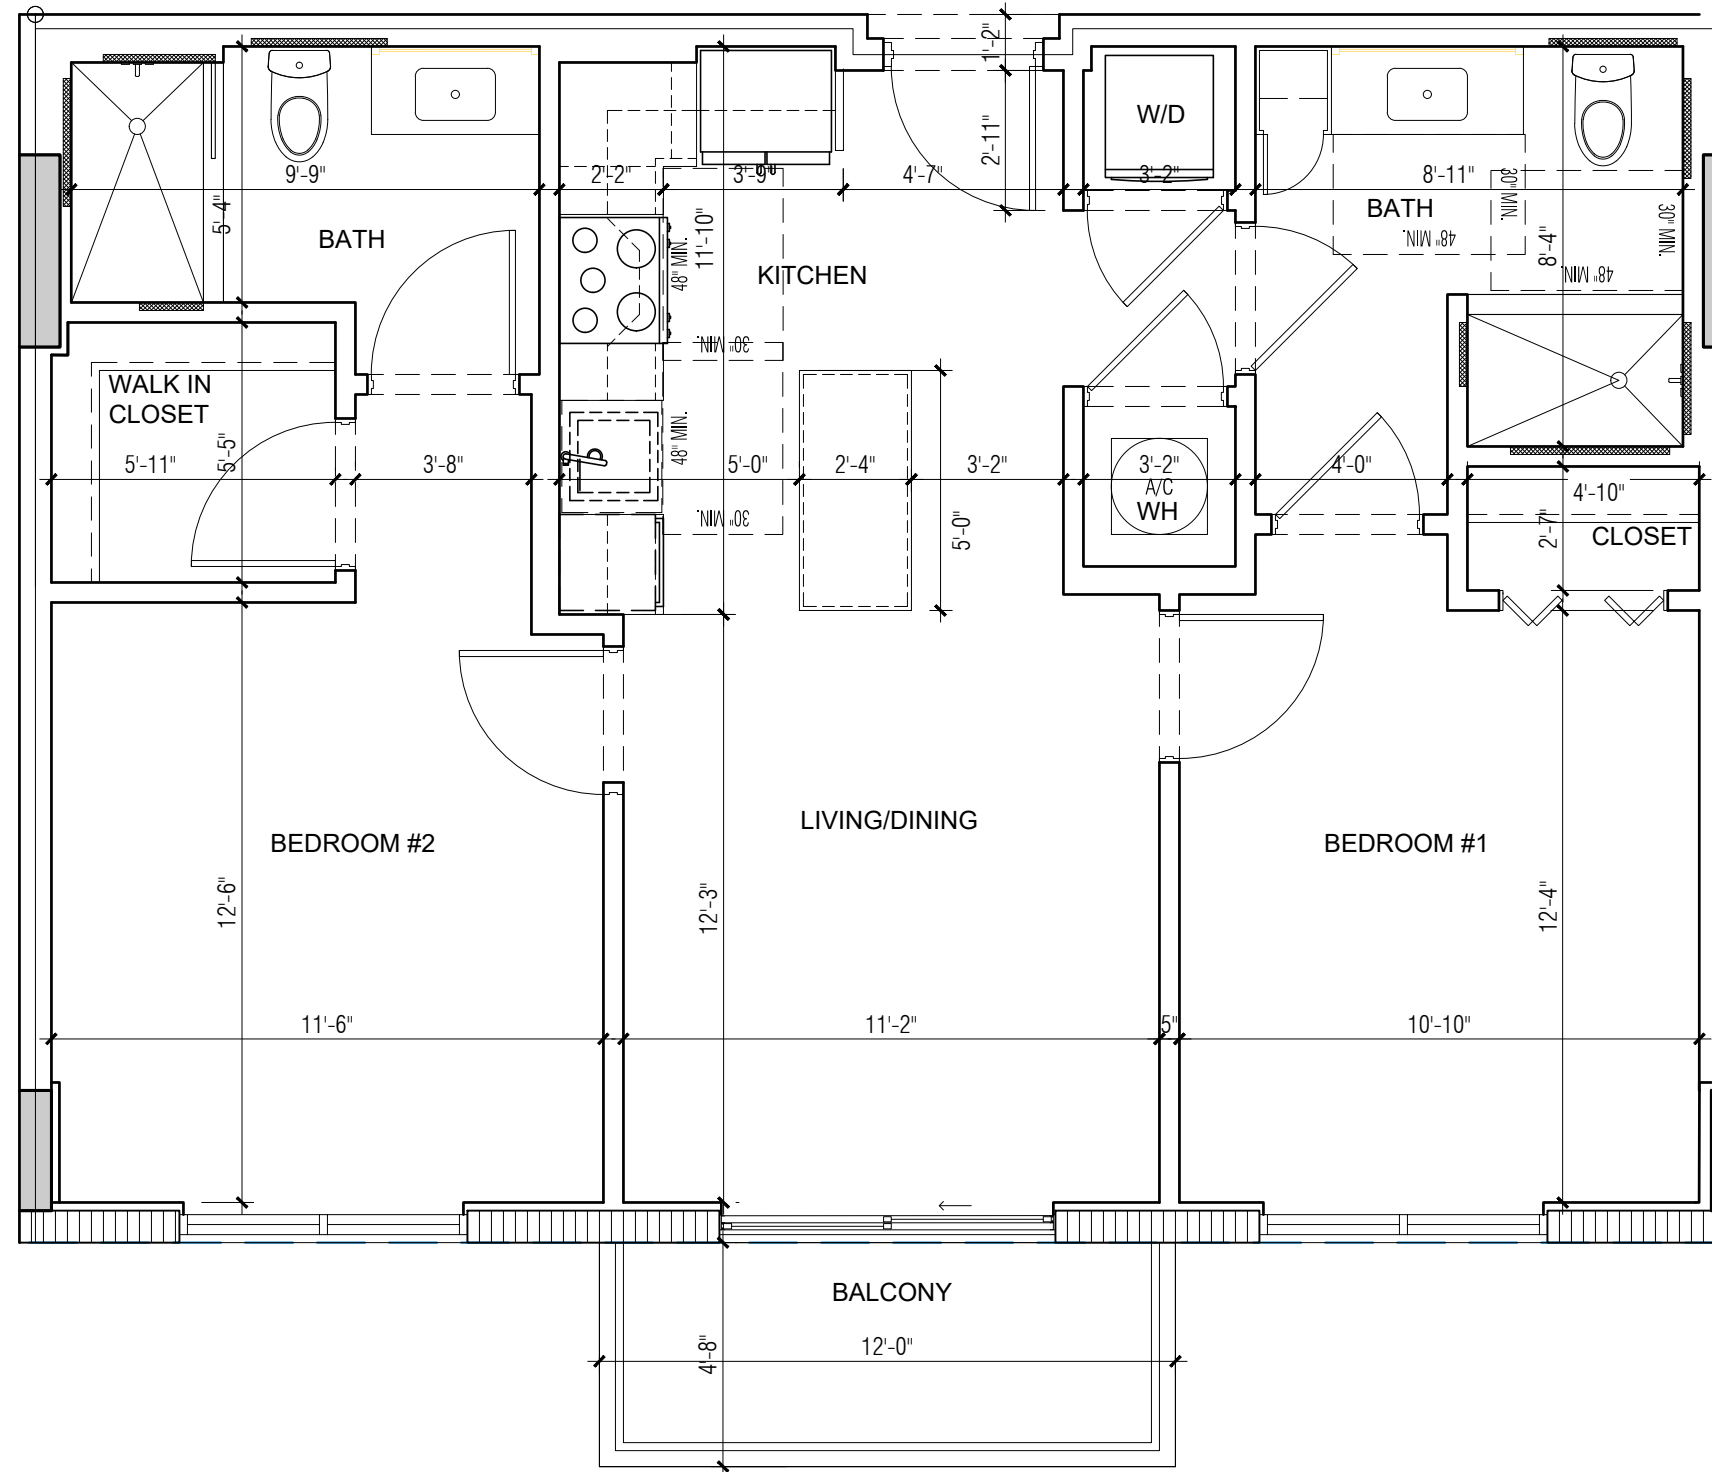 1'-2"
W/D
2'-11"
9'-9"
2'-2"
3'-9"
4'-7"
3'-2"
8'-11"
30" MIN.
30" MIN.
5'-4"
BATH
11'-10"
48" MIN.
KITCHEN
BATH
48" MIN.
8'-4"
48" MIN.
30" MIN.
WALK IN
CLOSET
48" MIN.
5'-11"
5'-5"
3'-8"
5'-0"
2'-4"
3'-2"
3'-2"
A/C
WH
4'-0"
4'-10"
30" MIN.
5'-0"
2'-7"
CLOSET
BEDROOM #2
LIVING/DINING
BEDROOM #1
12'-6"
12'-3"
12'-4"
11'-6"
11'-2"
5"
10'-10"
BALCONY
4'-8"
12'-0"